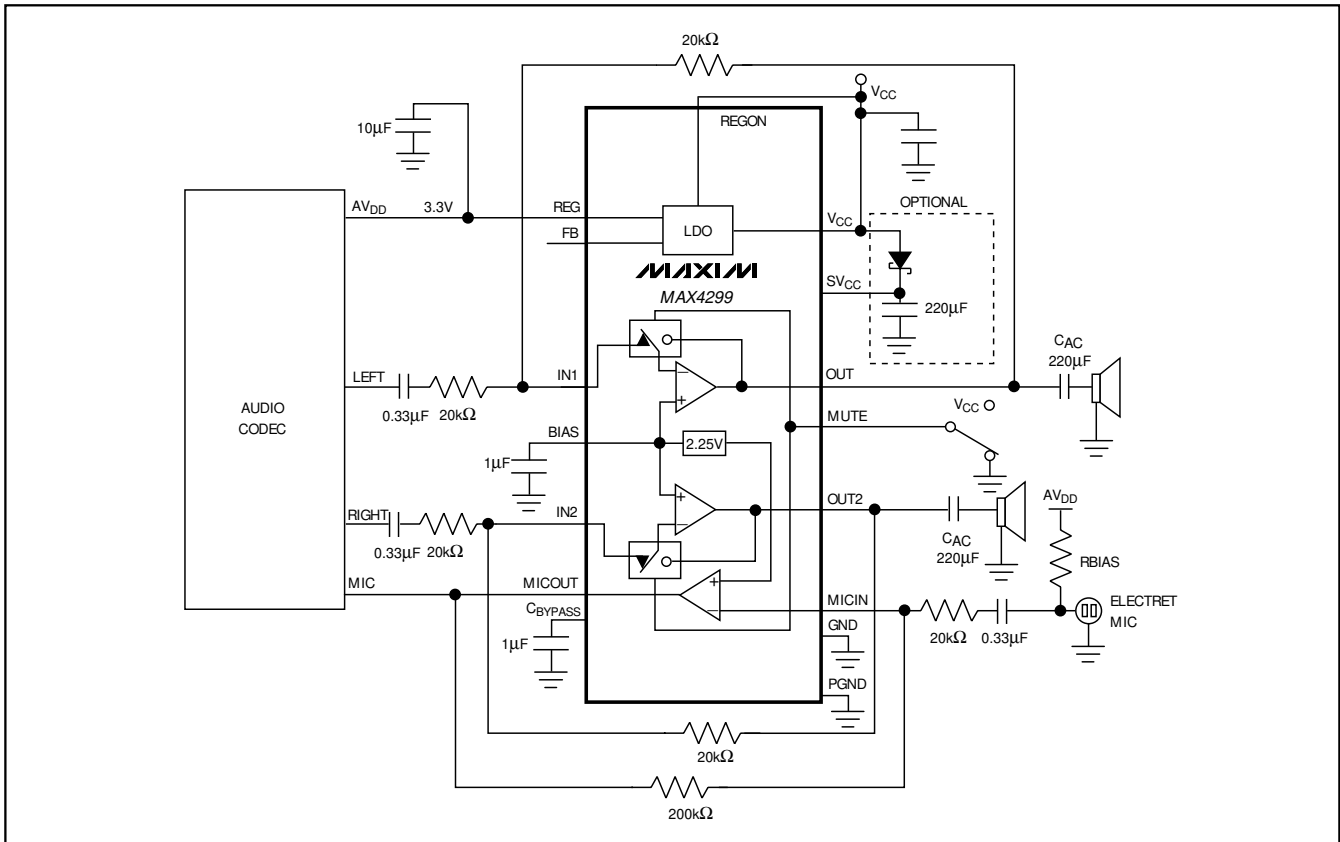 20kΩ
VCC
REGON
10µF
OPTIONAL
AVDD 3.3V
REG
LDO
VCC
FB
MAXIM
MAX4299
SVCC
220µF
CAC
220µF
LEFT
IN1
OUT
0.33µF 20kΩ
AUDIO
CODEC
VCC
MUTE
BIAS
2.25V
1µF
OUT2
AVDD
RIGHT
IN2
CAC
220µF
0.33µF 20kΩ
RBIAS
MIC
MICOUT
MICIN
ELECTRET
MIC
CBYPASS
GND
20kΩ 0.33µF
1µF
PGND
20kΩ
200kΩ